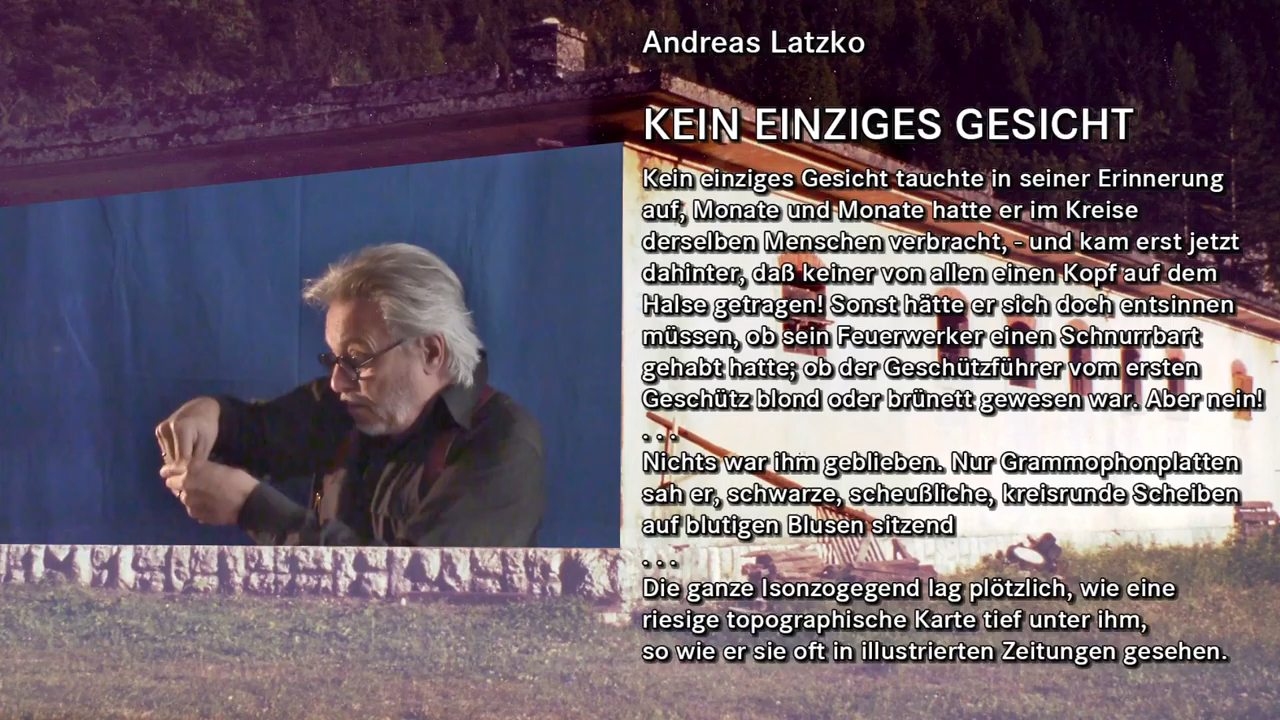 Andreas Latzko
KEIN EINZIGES GESICHT
Kein einziges Gesicht tauchte in seiner Erinnerung
auf, Monate und Monate hatte er im Kreise
derselben Menschen verbracht, - und kam erst jetzt
dahinter, daß keiner von allen einen Kopf auf dem
Halse getragen! Sonst hätte er sich doch entsinnen
müssen, ob sein Feuerwerker einen Schnurrbart
gehabt hatte; ob der Geschützführer vom ersten
Geschütz blond oder brünett gewesen war. Aber nein!
. . .
Nichts war ihm geblieben. Nur Grammophonplatten
sah er, schwarze, scheußliche, kreisrunde Scheiben
auf blutigen Blusen sitzend
. . .
Die ganze Isonzogegend lag plötzlich, wie eine
riesige topographische Karte tief unter ihm,
so wie er sie oft in illustrierten Zeitungen gesehen.